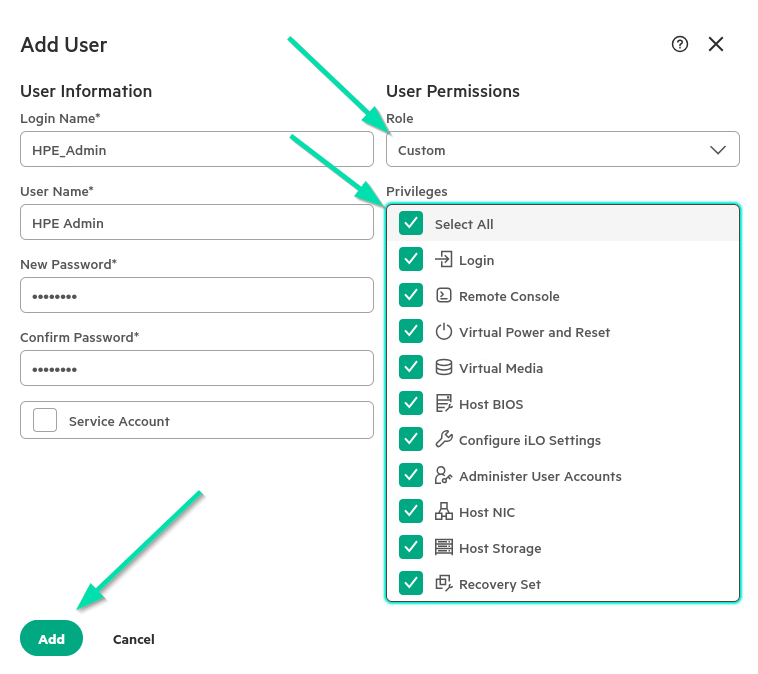 Add User
User Information
Login Name*
HPE_Admin
User Name*
HPE Admin
New Password*
••••••••
Confirm Password*
••••••••
Service Account
User Permissions
Role
Custom
Privileges
Select All
Login
Remote Console
Virtual Power and Reset
Virtual Media
Host BIOS
Configure iLO Settings
Administer User Accounts
Host NIC
Host Storage
Recovery Set
Add
Cancel